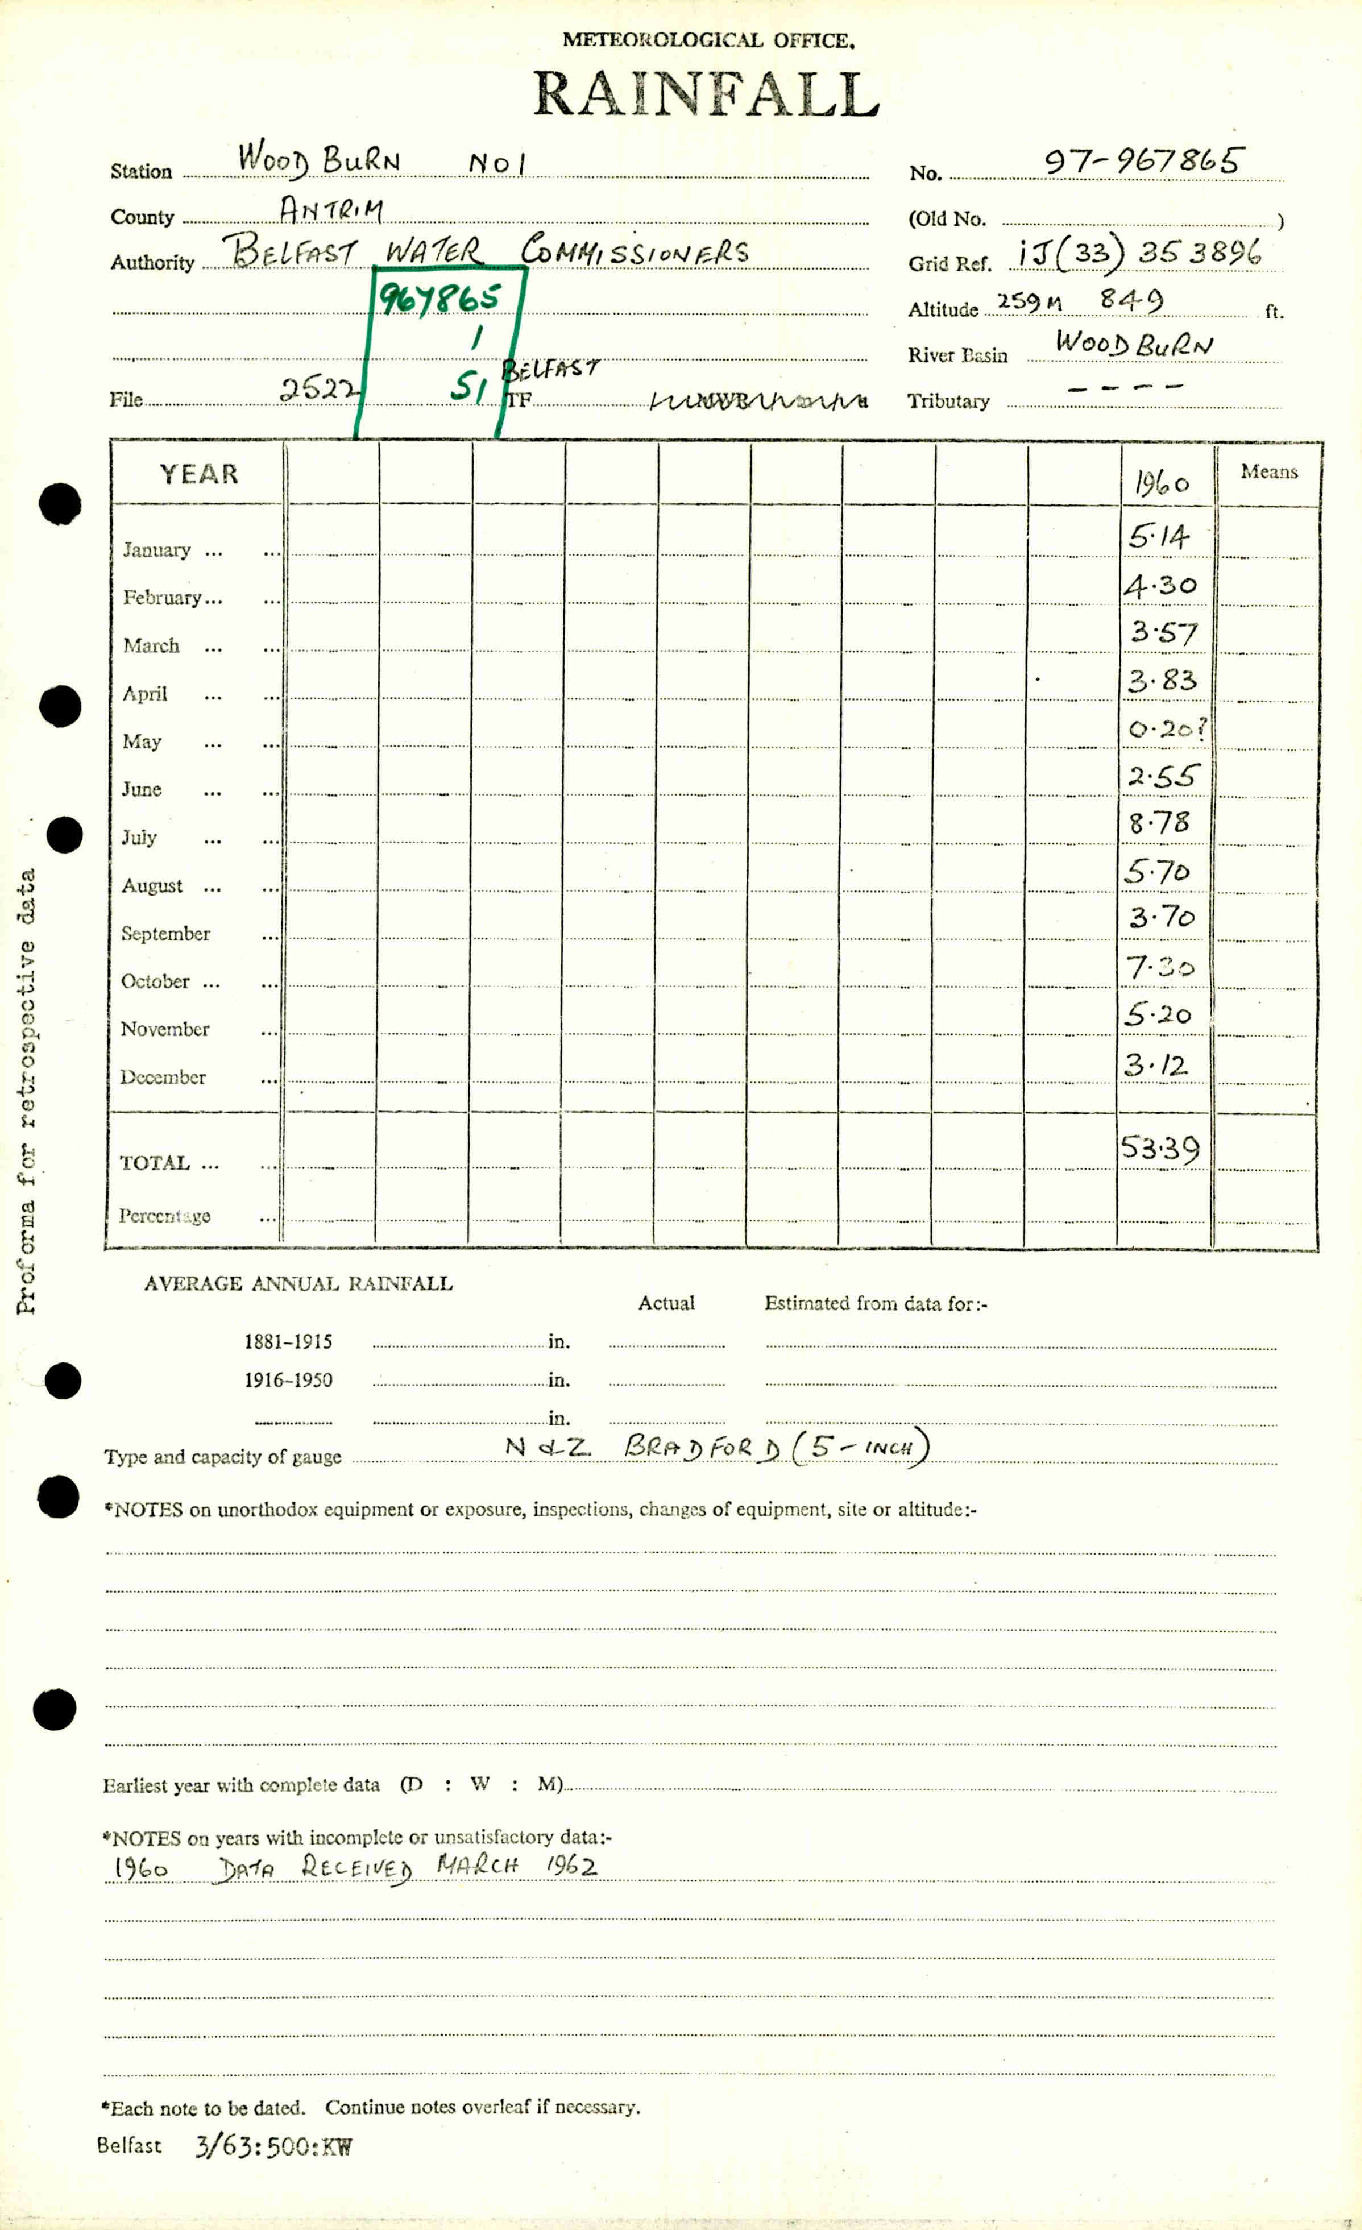 METEOROLOGICAL OFFICE.
RAINFALL
Station WOODBURN NO 1 No. 97-967865
County ANTRIM (Old No. )
Authority BELFAST WATER COMMISSIONERS Grid Ref. iJ(33) 353896
967865 Altitude 259M 849 ft.
1
River Basin WOODBURN
BELFAST
File 2522 51 TF Tributary ----
YEAR 1960 Means
January ... ... 5.14
February ... ... 4.30
March ... ... 3.57
April ... ... 3.83
May ... ... 0.20?
June ... ... 2.55
July ... ... 8.78
August ... ... 5.70
September ... 3.70
October ... ... 7.30
November ... 5.20
December ... 3.12
TOTAL ... ... 53.39
Percentage ...
Proforma for retrospective data
AVERAGE ANNUAL RAINFALL
Actual Estimated from data for:-
1881-1915 in.
1916-1950 in.
in.
Type and capacity of gauge N & Z BRADFORD (5-INCH)
*NOTES on unorthodox equipment or exposure, inspections, changes of equipment, site or altitude:-
Earliest year with complete data (D : W : M)
*NOTES on years with incomplete or unsatisfactory data:-
1960 DATA RECEIVED MARCH 1962
*Each note to be dated. Continue notes overleaf if necessary.
Belfast 3/63:500:KW